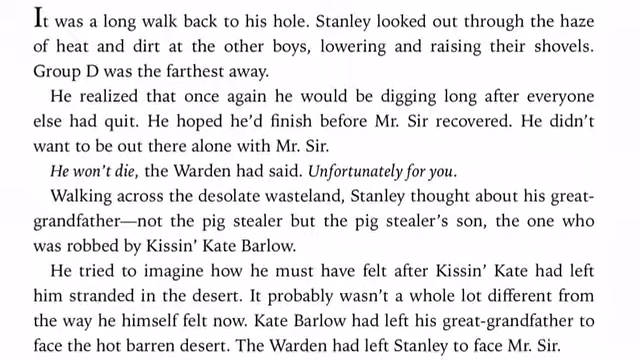 It was a long walk back to his hole. Stanley looked out through the haze
of heat and dirt at the other boys, lowering and raising their shovels.
Group D was the farthest away.
He realized that once again he would be digging long after everyone
else had quit. He hoped he’d finish before Mr. Sir recovered. He didn’t
want to be out there alone with Mr. Sir.
He won’t die, the Warden had said. Unfortunately for you.
Walking across the desolate wasteland, Stanley thought about his great-
grandfather—not the pig stealer but the pig stealer’s son, the one who
was robbed by Kissin’ Kate Barlow.
He tried to imagine how he must have felt after Kissin’ Kate had left
him stranded in the desert. It probably wasn’t a whole lot different from
the way he himself felt now. Kate Barlow had left his great-grandfather to
face the hot barren desert. The Warden had left Stanley to face Mr. Sir.